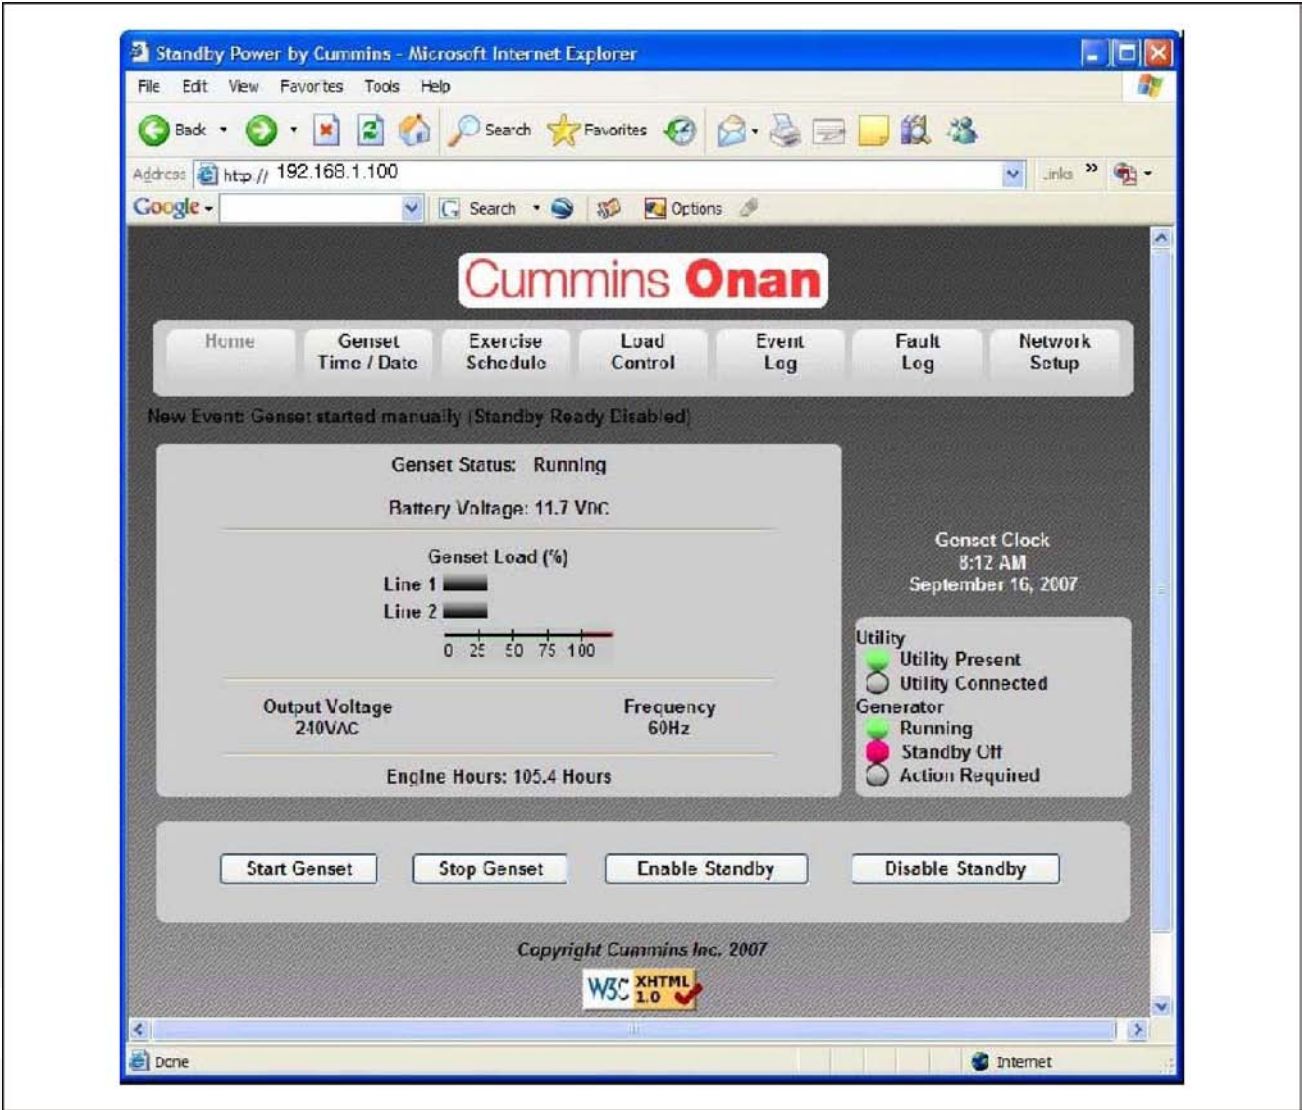 Standby Power by Cummins - Microsoft Internet Explorer
File Edit View Favorites Tools Help
Back Search Favorites
Address http:// 192.168.1.100 Links »
Google Search Options
Cummins Onan
Home
Genset Time / Date
Exercise Schedule
Load Control
Event Log
Fault Log
Network Setup
New Event: Genset started manually (Standby Ready Disabled)
Genset Status: Running
Battery Voltage: 11.7 VDC
Genset Load (%)
Line 1
Line 2
0 25 50 75 100
Output Voltage
240VAC
Frequency
60Hz
Engine Hours: 105.4 Hours
Genset Clock
8:12 AM
September 16, 2007
Utility
Utility Present
Utility Connected
Generator
Running
Standby Off
Action Required
Start Genset Stop Genset Enable Standby Disable Standby
Copyright Cummins Inc. 2007
W3C XHTML 1.0
Done Internet